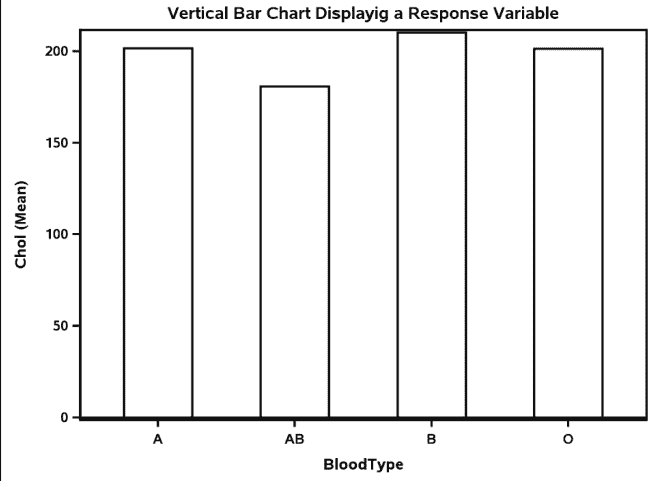 Vertical Bar Chart Displayig a Response Variable
200
150
100
50
0
Chol (Mean)
A AB B O
BloodType